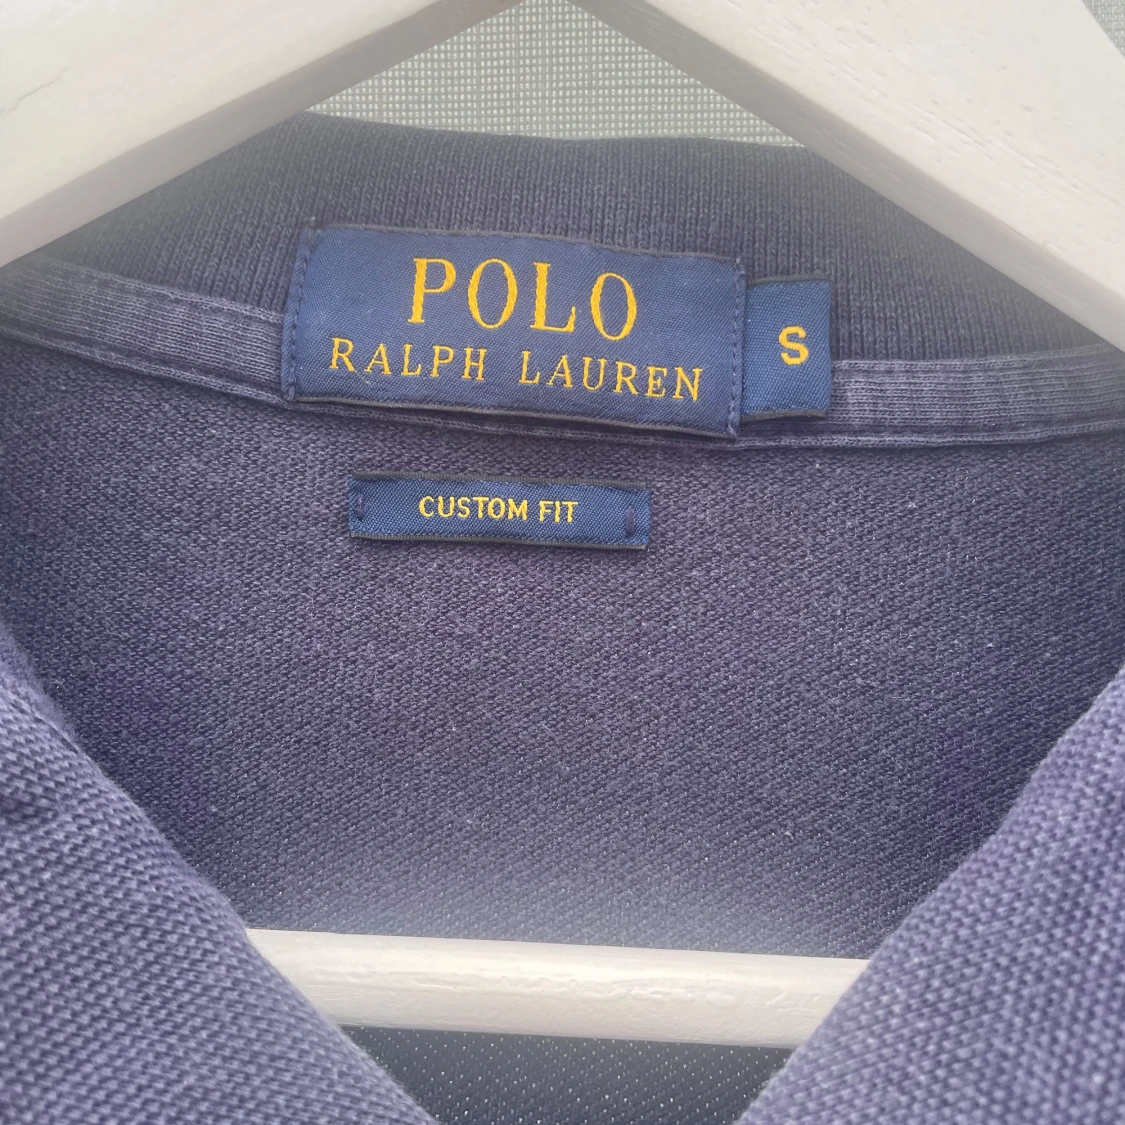 POLO
RALPH LAUREN
S
CUSTOM FIT